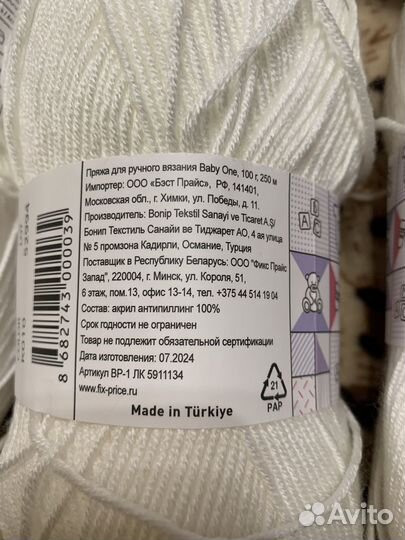 Пряжа для ручного вязания Baby One, 100 г, 250 м
Импортер: ООО «Бэст Прайс», РФ, 141401,
Московская обл., г. Химки, ул. Победы, д. 11.
Производитель: Bonip Tekstil Sanayi ve Ticaret A.Ş/
Бонип Текстиль Санайи ве Тиджарет АО, 4 ая улица
№ 5 промзона Кадирли, Османие, Турция
Поставщик в Республику Беларусь: ООО "Фикс Прайс
Запад", 220004, г. Минск, ул. Короля, 51,
6 этаж, пом.13, офис 13-14, тел. +375 44 514 19 04
Состав: акрил антипиллинг 100%
Срок годности не ограничен
Товар не подлежит обязательной сертификации
Дата изготовления: 07.2024
Артикул BP-1 ЛК 5911134
www.fix-price.ru
Made in Türkiye
21
PAP
8 682743 000039
52994
A B
Avito